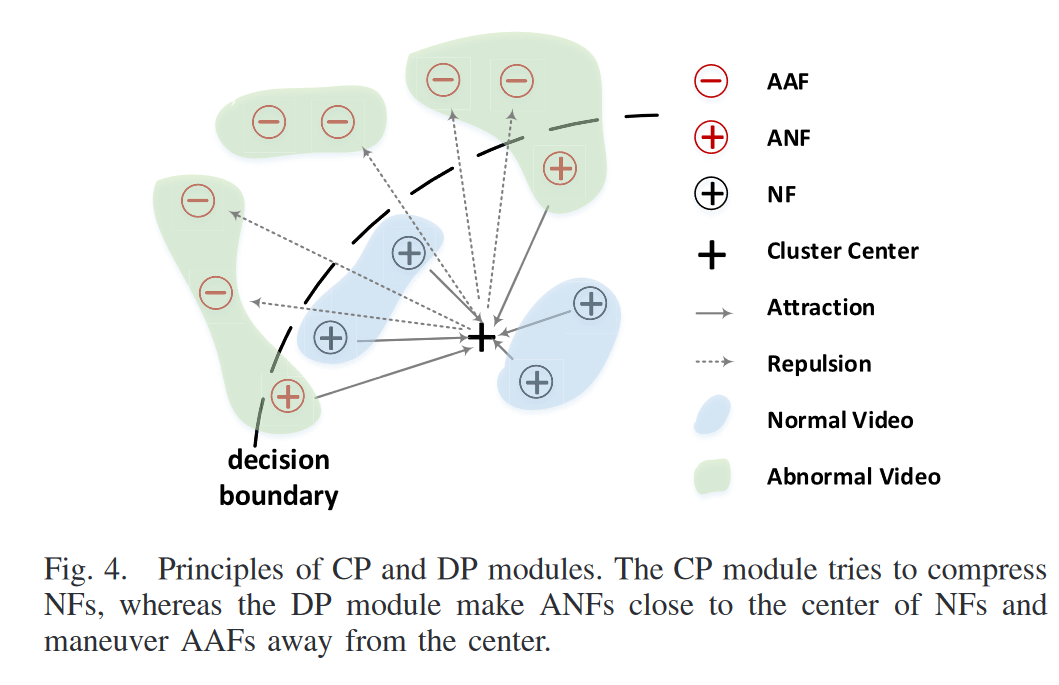 AAF
ANF
NF
Cluster Center
Attraction
Repulsion
Normal Video
Abnormal Video
decision
boundary
Fig. 4. Principles of CP and DP modules. The CP module tries to compress
NFs, whereas the DP module make ANFs close to the center of NFs and
maneuver AAFs away from the center.